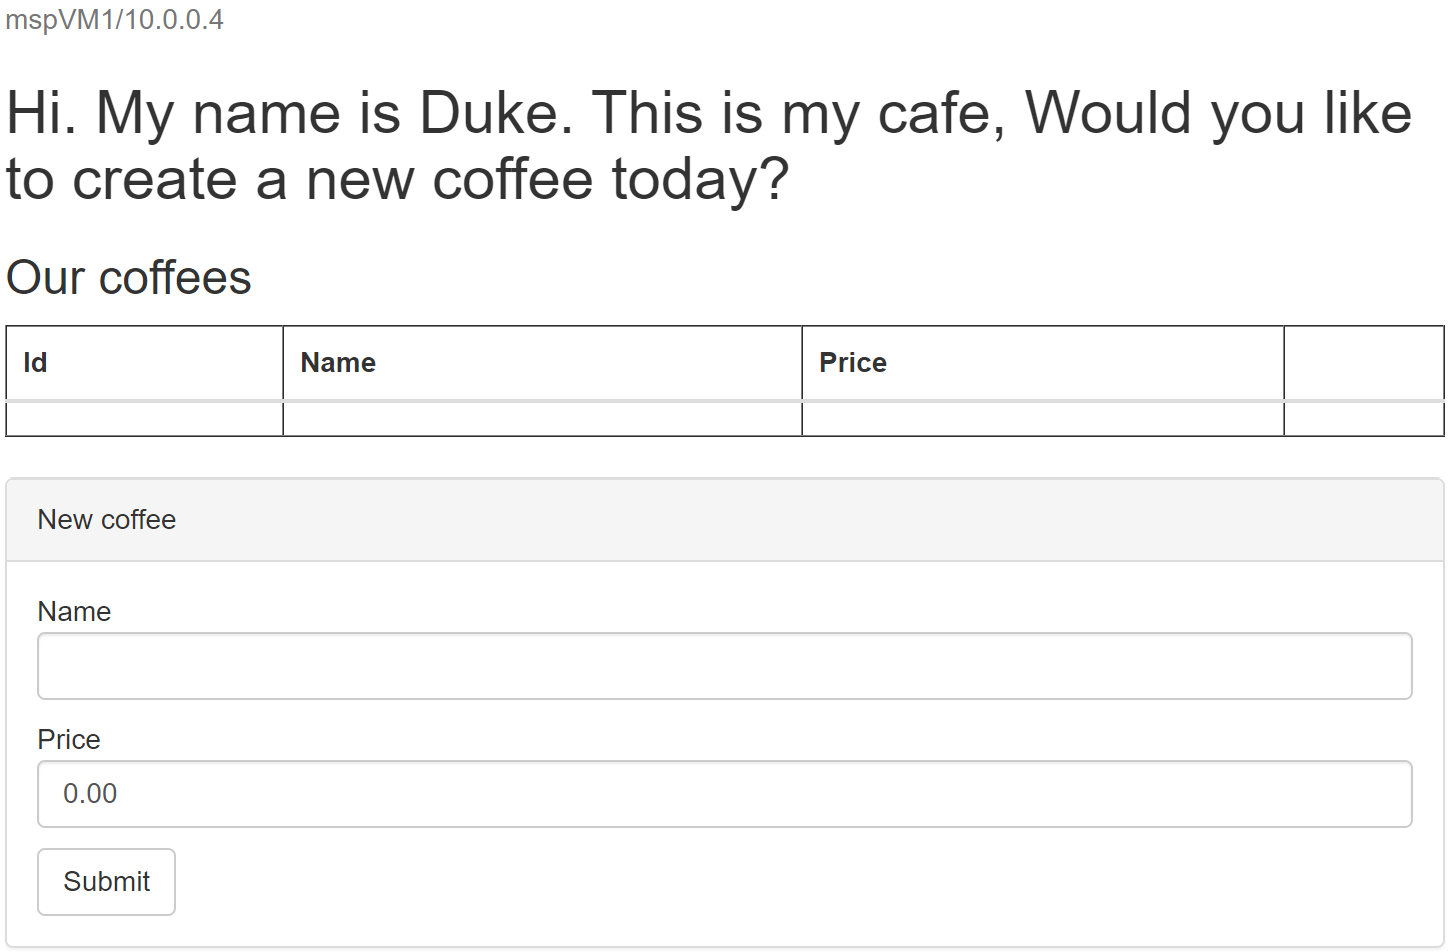 mspVM1/10.0.0.4
Hi. My name is Duke. This is my cafe, Would you like
to create a new coffee today?
Our coffees
Id Name Price
New coffee
Name
Price
0.00
Submit